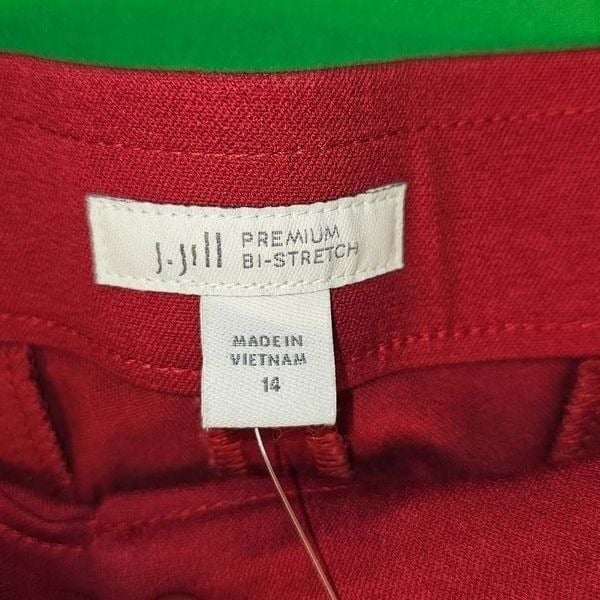 J.Jill
PREMIUM
BI-STRETCH
MADE IN
VIETNAM
14